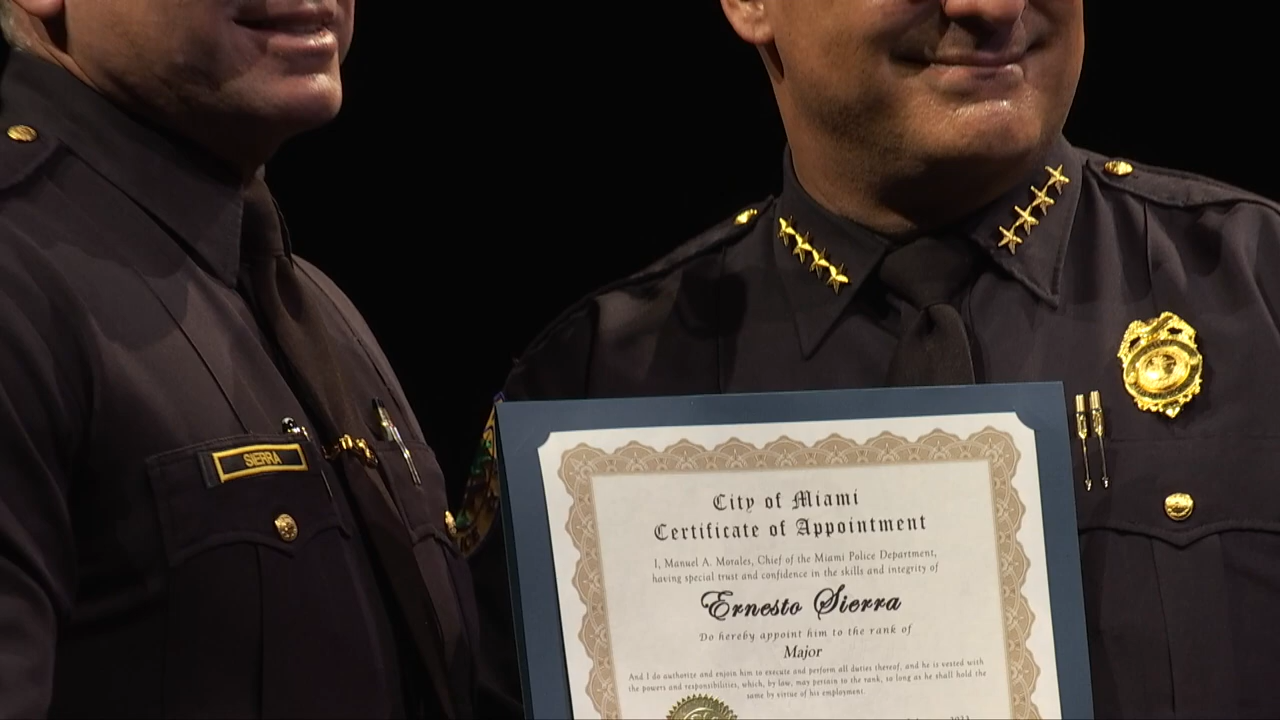 SIERRA
City of Miami
Certificate of Appointment
I, Manuel A. Morales, Chief of the Miami Police Department,
having special trust and confidence in the skills and integrity of
Ernesto Sierra
Do hereby appoint him to the rank of
Major
And I do authorize and enjoin him to execute and perform all duties thereof, and he is vested with
the powers and responsibilities, which, by law, may pertain to the rank, so long as he shall hold the
same by virtue of his employment.